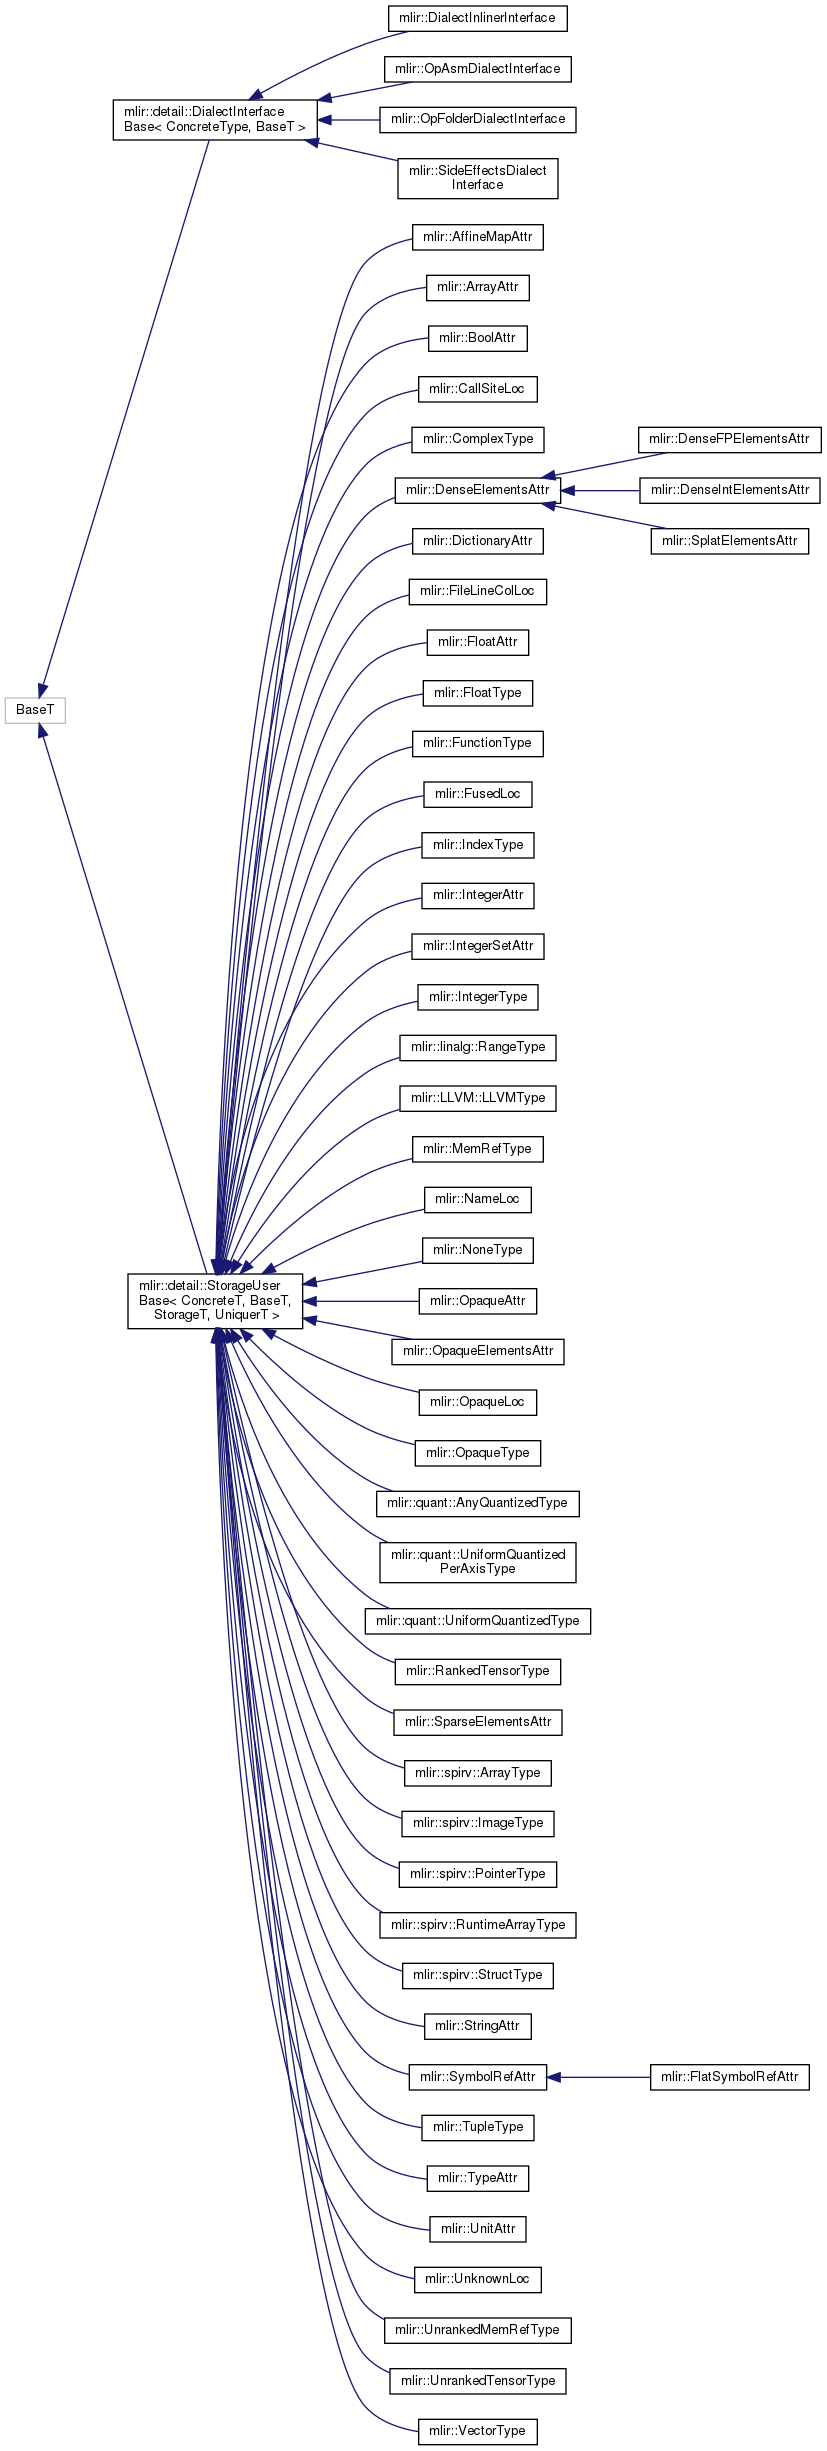 mlir::DialectInlinerInterface
mlir::OpAsmDialectInterface
mlir::detail::DialectInterface
Base< ConcreteType, BaseT >
mlir::OpFolderDialectInterface
mlir::SideEffectsDialect
Interface
mlir::AffineMapAttr
mlir::ArrayAttr
mlir::BoolAttr
mlir::CallSiteLoc
mlir::ComplexType
mlir::DenseFPElementsAttr
mlir::DenseElementsAttr
mlir::DenseIntElementsAttr
mlir::DictionaryAttr
mlir::SplatElementsAttr
mlir::FileLineColLoc
mlir::FloatAttr
mlir::FloatType
BaseT
mlir::FunctionType
mlir::FusedLoc
mlir::IndexType
mlir::IntegerAttr
mlir::IntegerSetAttr
mlir::IntegerType
mlir::linalg::RangeType
mlir::LLVM::LLVMType
mlir::MemRefType
mlir::NameLoc
mlir::NoneType
mlir::detail::StorageUser
Base< ConcreteT, BaseT,
StorageT, UniquerT >
mlir::OpaqueAttr
mlir::OpaqueElementsAttr
mlir::OpaqueLoc
mlir::OpaqueType
mlir::quant::AnyQuantizedType
mlir::quant::UniformQuantized
PerAxisType
mlir::quant::UniformQuantizedType
mlir::RankedTensorType
mlir::SparseElementsAttr
mlir::spirv::ArrayType
mlir::spirv::ImageType
mlir::spirv::PointerType
mlir::spirv::RuntimeArrayType
mlir::spirv::StructType
mlir::StringAttr
mlir::SymbolRefAttr
mlir::FlatSymbolRefAttr
mlir::TupleType
mlir::TypeAttr
mlir::UnitAttr
mlir::UnknownLoc
mlir::UnrankedMemRefType
mlir::UnrankedTensorType
mlir::VectorType